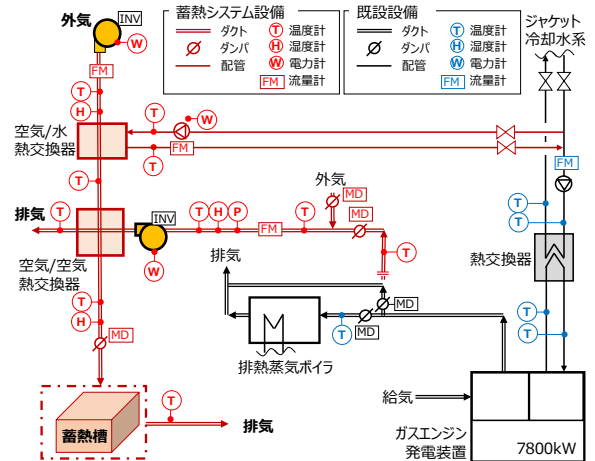 外気
INV
W
FM
T
H
空気/水
熱交換器
T
W
FM
T
T
蓄熱システム設備
ダクト
T 温度計
ダンパ
H 湿度計
配管
W 電力計
FM 流量計
既設設備
ダクト
T 温度計
ダンパ
H 湿度計
配管
W 電力計
FM 流量計
ジャケット
冷却水系
FM
T
T
熱交換器
T
T
排気
T
INV
T
H
P
FM
T
外気
MD
MD
T
W
空気/空気
熱交換器
T
H
MD
排気
MD
MD
T
排熱蒸気ボイラ
蓄熱槽
T
排気
給気
ガスエンジン
発電装置
7800kW